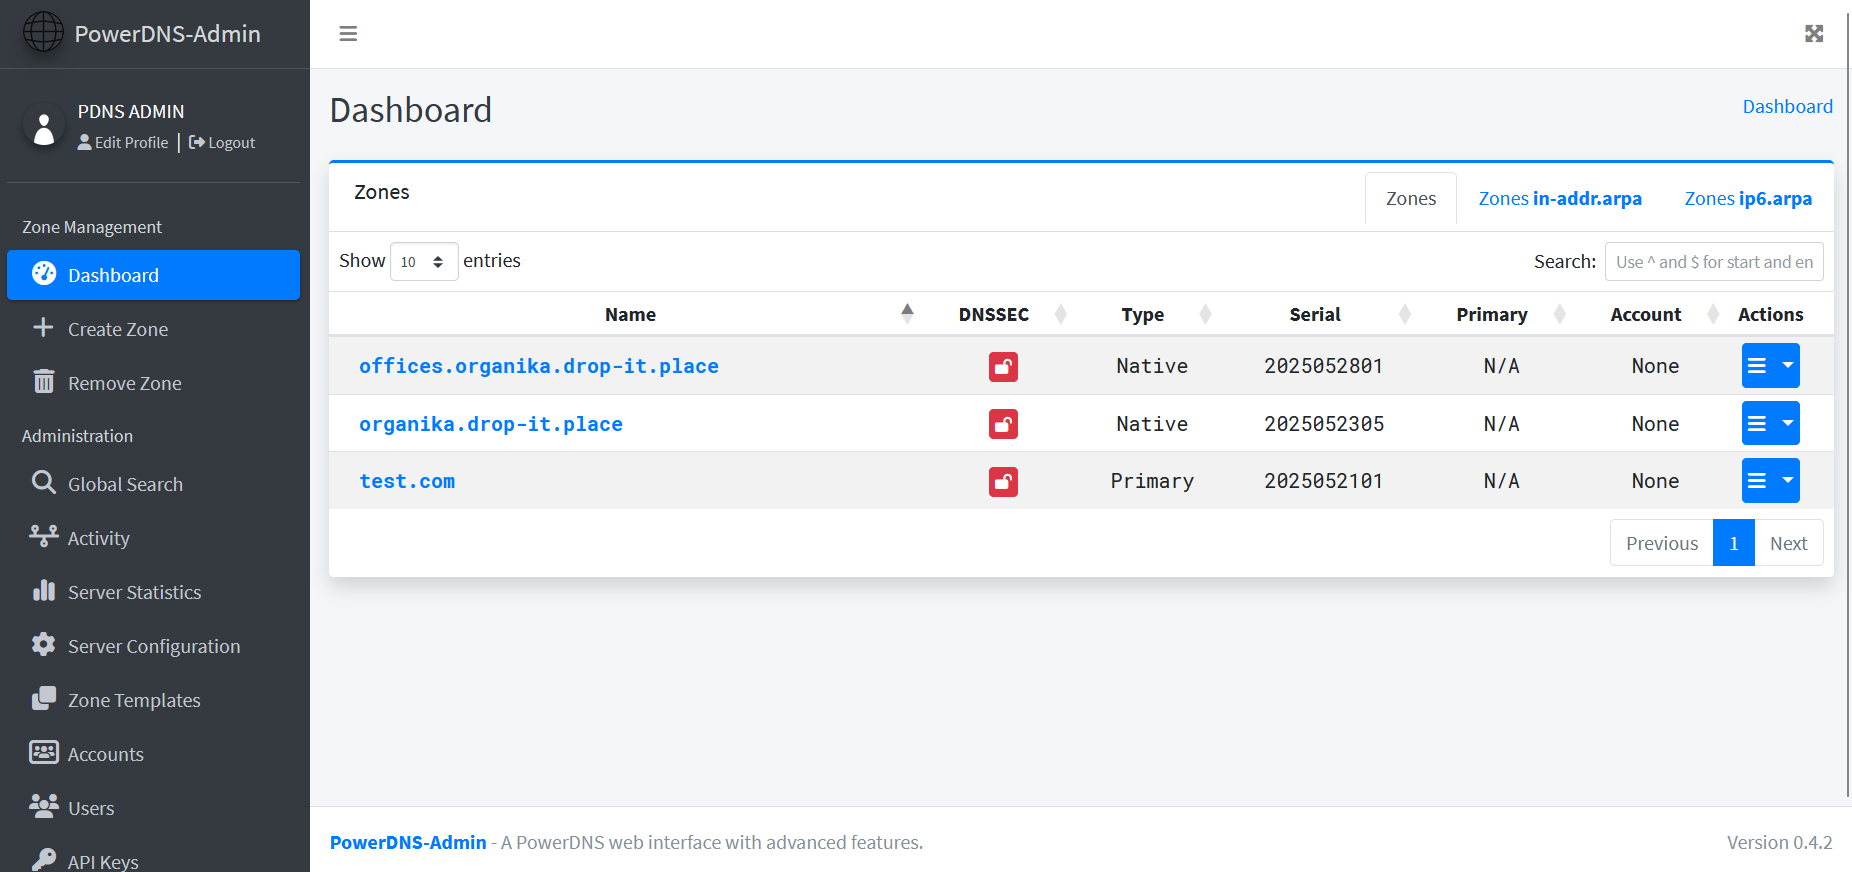 PowerDNS-Admin
PDNS ADMIN
Edit Profile | Logout
Zone Management
Dashboard
Create Zone
Remove Zone
Administration
Global Search
Activity
Server Statistics
Server Configuration
Zone Templates
Accounts
Users
API Keys
Dashboard
Dashboard
Zones
Zones Zones in-addr.arpa Zones ip6.arpa
Show 10 entries
Search: Use ^ and $ for start and en
Name DNSSEC Type Serial Primary Account Actions
offices.organika.drop-it.place Native 2025052801 N/A None
organika.drop-it.place Native 2025052305 N/A None
test.com Primary 2025052101 N/A None
Previous 1 Next
PowerDNS-Admin - A PowerDNS web interface with advanced features.
Version 0.4.2